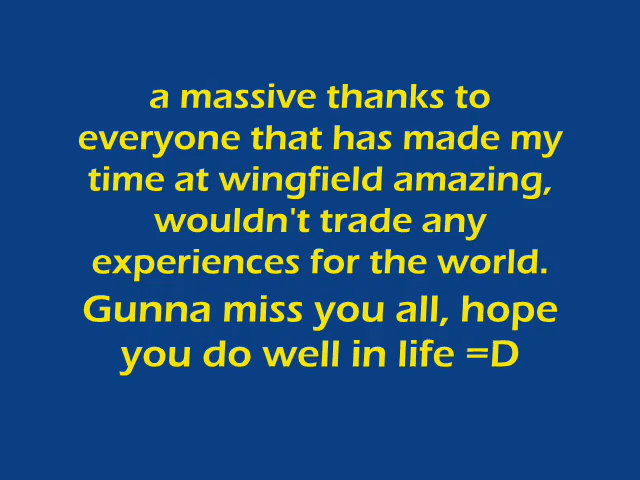 a massive thanks to
everyone that has made my
time at wingfield amazing,
wouldn't trade any
experiences for the world.
Gunna miss you all, hope
you do well in life =D